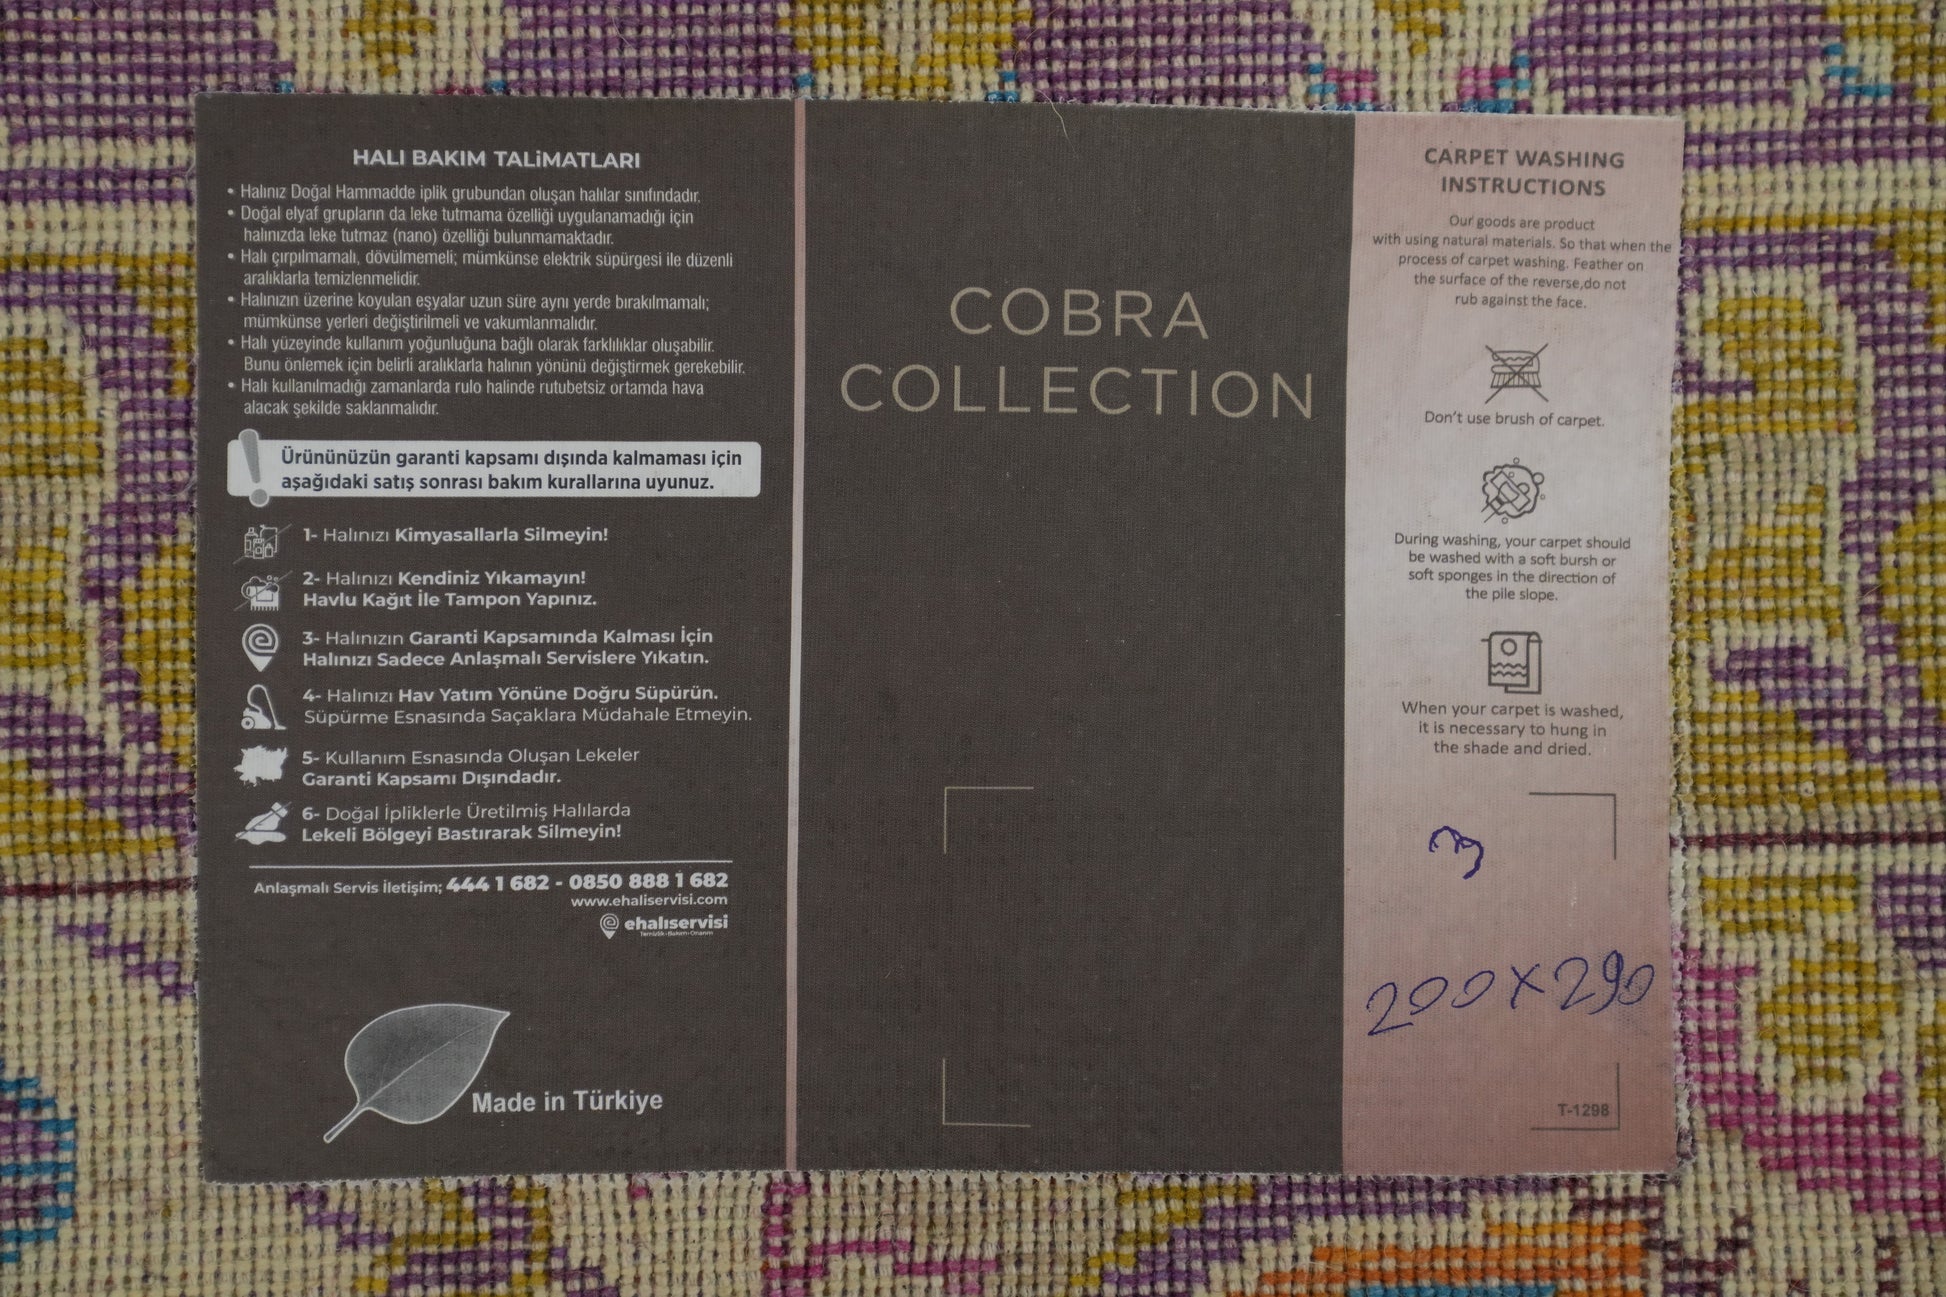 HALI BAKIM TALiMATLARI
• Halınız Doğal Hammadde iplik grubundan oluşan halılar sınıfındadır.
• Doğal elyaf grupların da leke tutmama özelliği uygulanamadığı için
halınızda leke tutmaz (nano) özelliği bulunmamaktadır.
• Halı çırpılmamalı, dövülmemeli; mümkünse elektrik süpürgesi ile düzenli
aralıklarla temizlenmelidir.
• Halınızın üzerine koyulan eşyalar uzun süre aynı yerde bırakılmamalı;
mümkünse yerleri değiştirilmeli ve vakumlanmalıdır.
• Halı yüzeyinde kullanım yoğunluğuna bağlı olarak farklılıklar oluşabilir.
Bunu önlemek için belirli aralıklarla halının yönünü değiştirmek gerekebilir.
• Halı kullanılmadığı zamanlarda rulo halinde rutubetsiz ortamda hava
alacak şekilde saklanmalıdır.
Ürününüzün garanti kapsamı dışında kalmaması için
aşağıdaki satış sonrası bakım kurallarına uyunuz.
1- Halınızı Kimyasallarla Silmeyin!
2- Halınızı Kendiniz Yıkamayın!
Havlu Kağıt İle Tampon Yapınız.
3- Halınızın Garanti Kapsamında Kalması İçin
Halınızı Sadece Anlaşmalı Servislere Yıkatın.
4- Halınızı Hav Yatım Yönüne Doğru Süpürün.
Süpürme Esnasında Saçaklara Müdahale Etmeyin.
5- Kullanım Esnasında Oluşan Lekeler
Garanti Kapsamı Dışındadır.
6- Doğal İpliklerle Üretilmiş Halılarda
Lekeli Bölgeyi Bastırarak Silmeyin!
Anlaşmalı Servis İletişim; 444 1 682 - 0850 888 1 682
www.ehaliservisi.com
ehalıservisi
Temizlik•Bakım•Onarım
Made in Türkiye
COBRA
COLLECTION
CARPET WASHING
INSTRUCTIONS
Our goods are product
with using natural materials. So that when the
process of carpet washing. Feather on
the surface of the reverse,do not
rub against the face.
Don't use brush of carpet.
During washing, your carpet should
be washed with a soft bursh or
soft sponges in the direction of
the pile slope.
When your carpet is washed,
it is necessary to hung in
the shade and dried.
3
200x290
T-1298